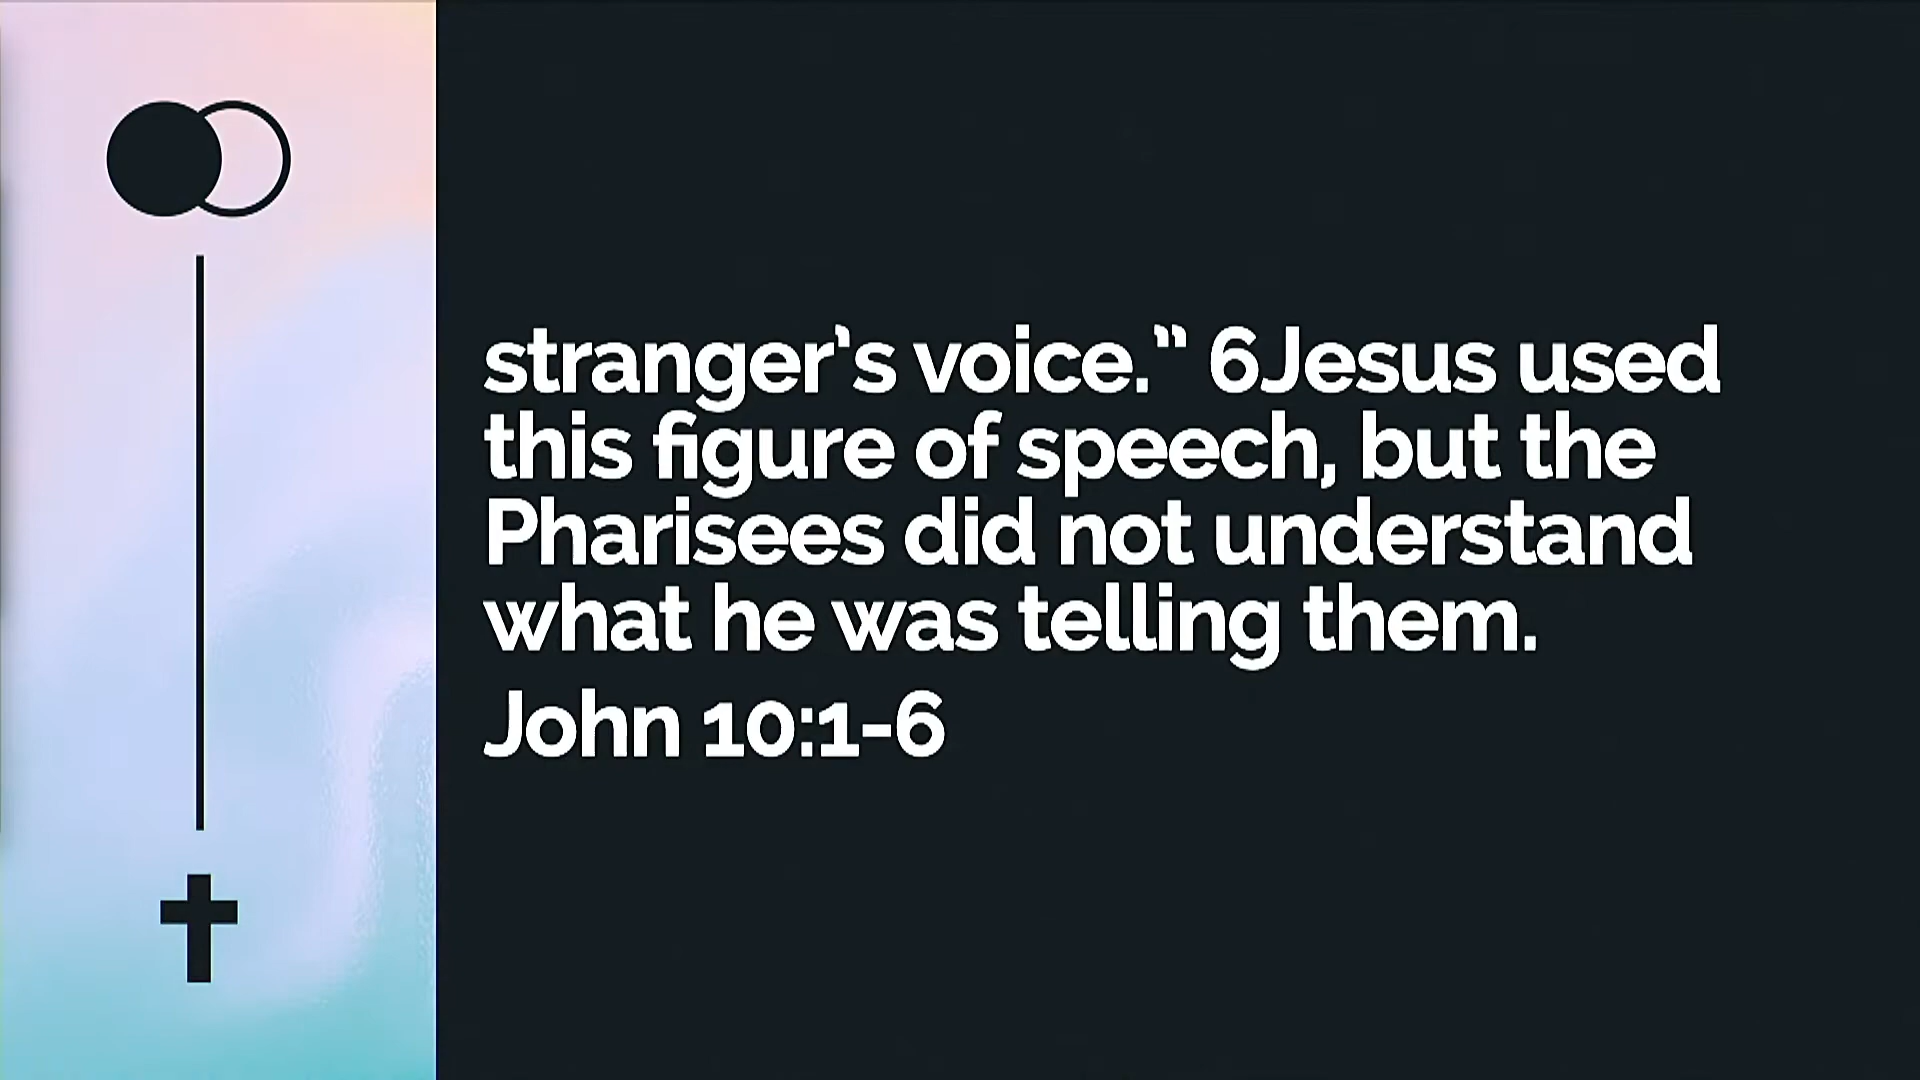 stranger’s voice.” 6Jesus used
this figure of speech, but the
Pharisees did not understand
what he was telling them.
John 10:1-6